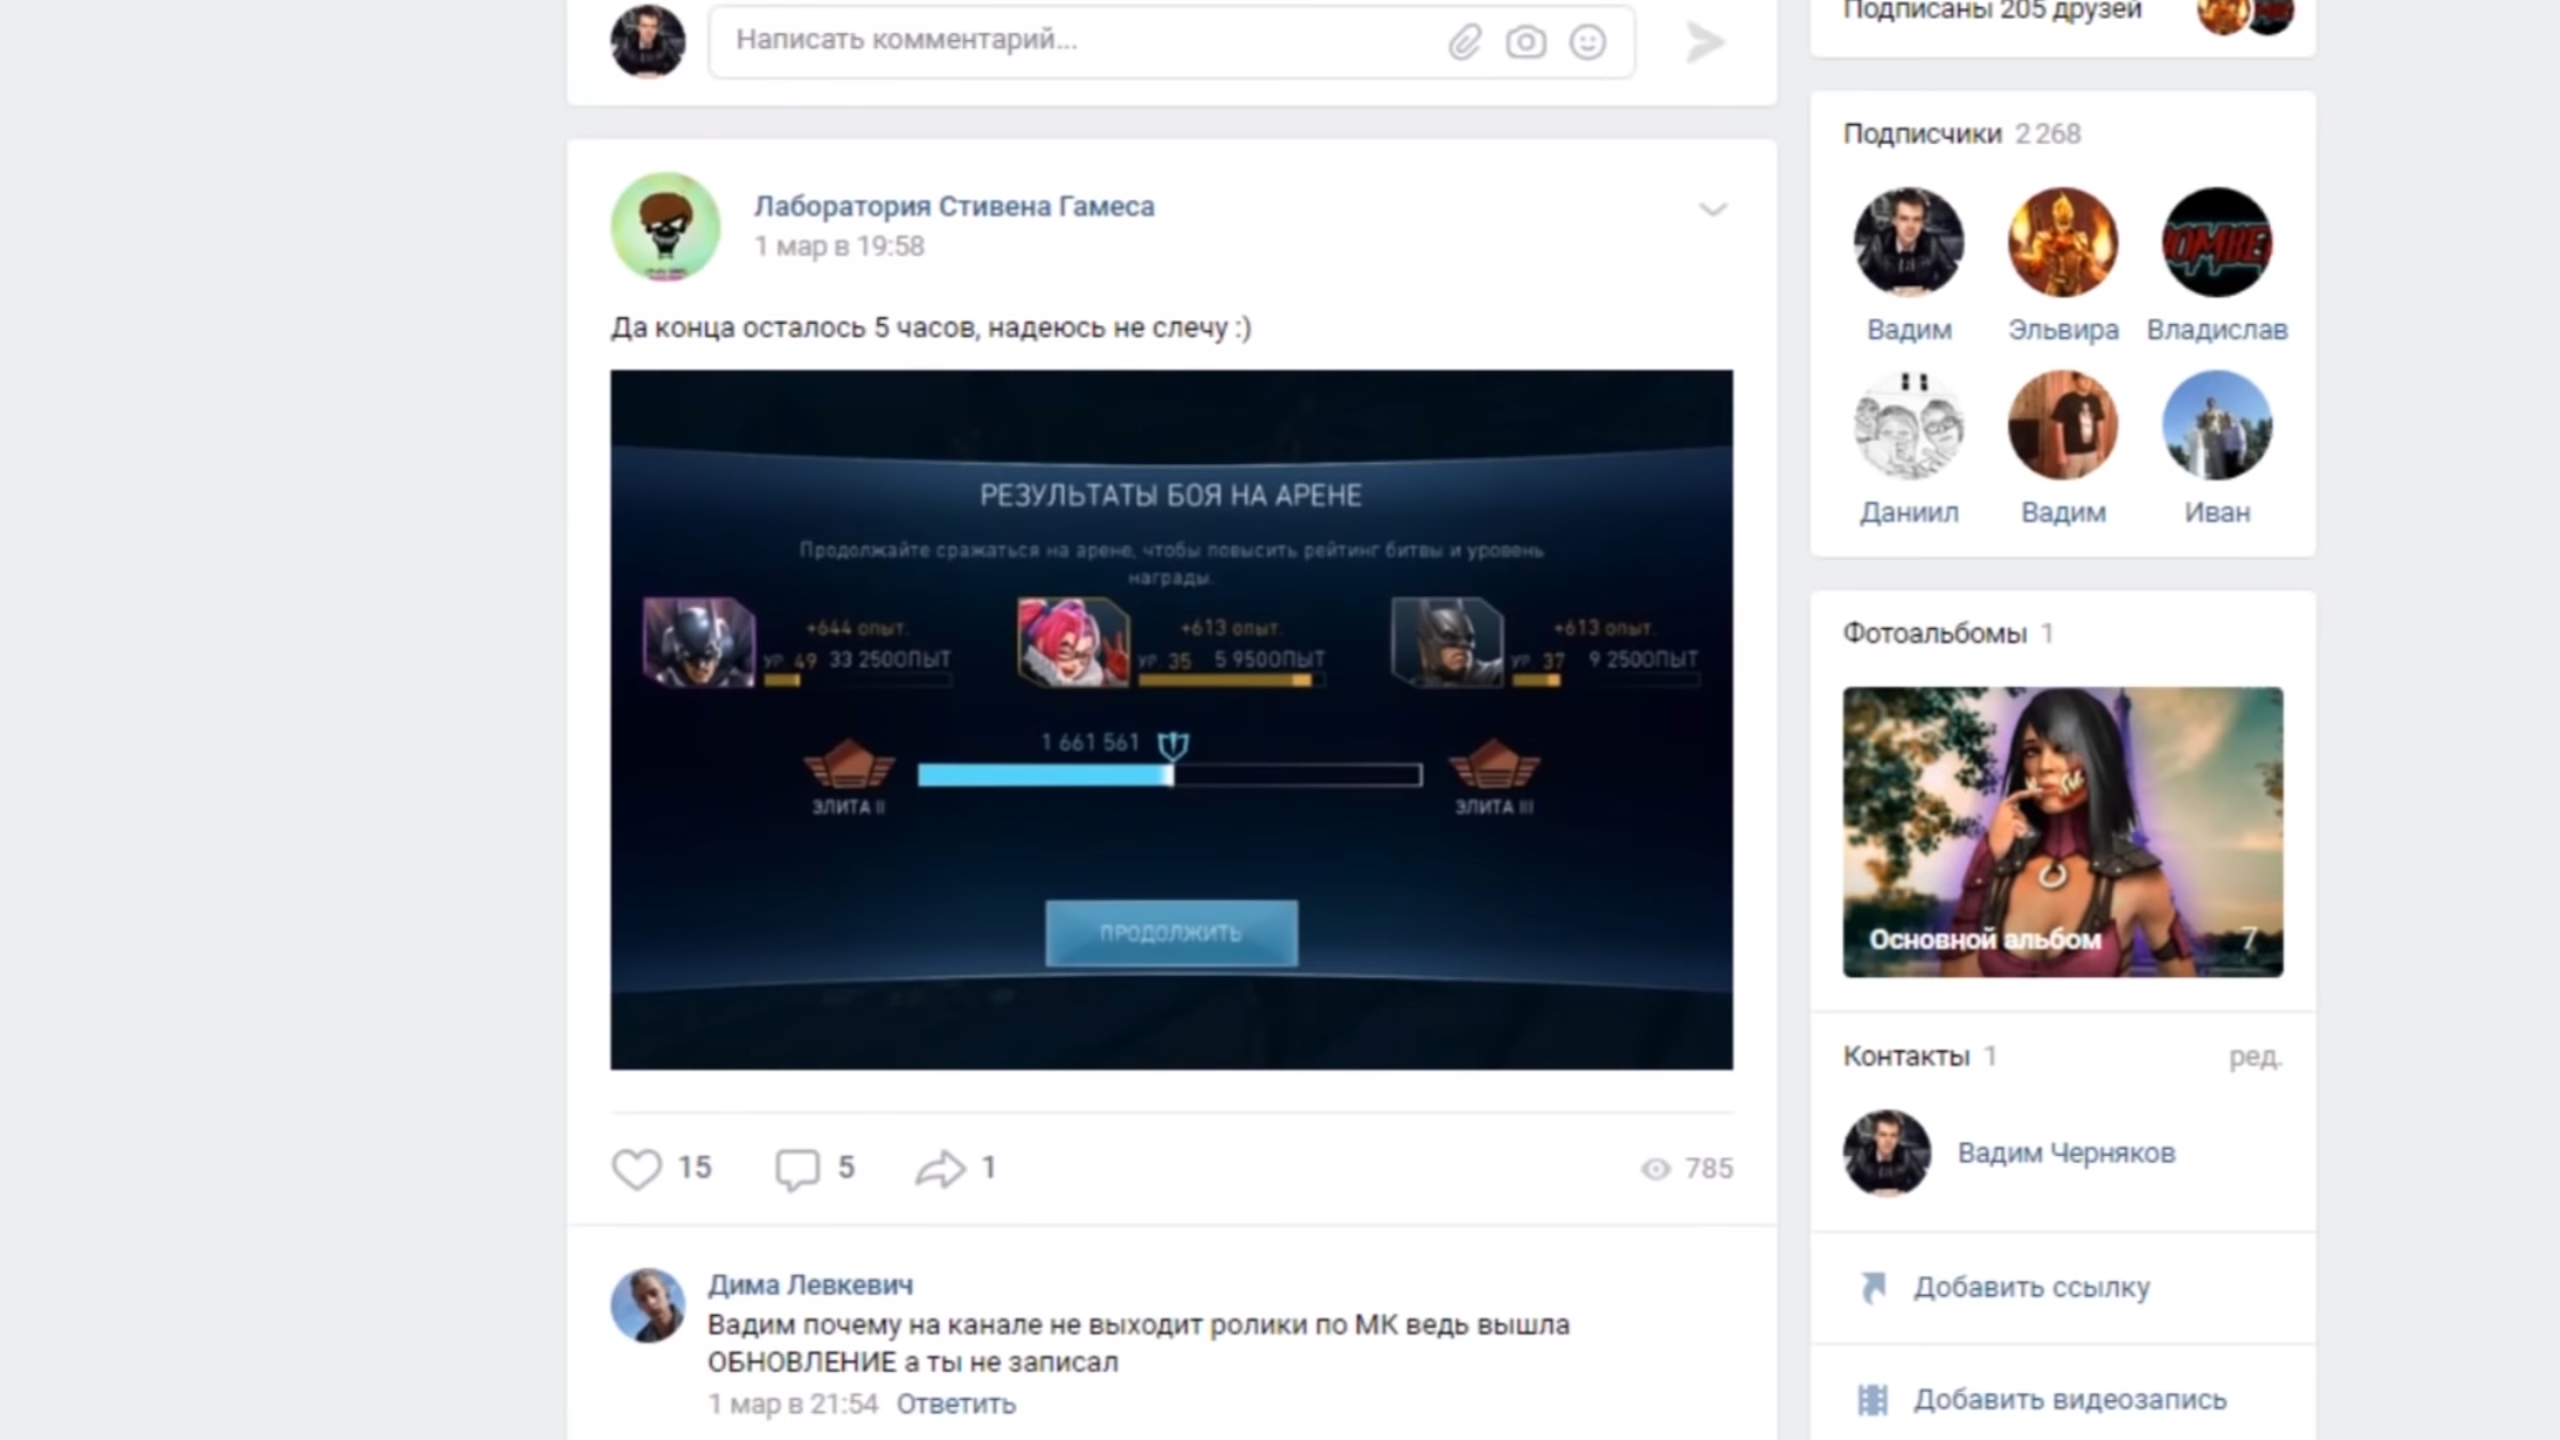 Написать комментарий...
Лаборатория Стивена Гамеса
1 мар в 19:58
Да конца осталось 5 часов, надеюсь не слечу :)
РЕЗУЛЬТАТЫ БОЯ НА АРЕНЕ
Продолжайте сражаться на арене, чтобы повысить рейтинг битвы и уровень
награды.
+644 опыт.
УР. 49 33 250ОПЫТ
+613 опыт.
УР. 35 5 950ОПЫТ
+613 опыт.
УР. 37 9 250ОПЫТ
1 661 561
ЭЛИТА II
ЭЛИТА III
ПРОДОЛЖИТЬ
15 5 1 785
Дима Левкевич
Вадим почему на канале не выходит ролики по МК ведь вышла
ОБНОВЛЕНИЕ а ты не записал
1 мар в 21:54 Ответить
Подписаны 205 друзей
Подписчики 2 268
Вадим Эльвира Владислав
Даниил Вадим Иван
Фотоальбомы 1
Основной альбом 7
Контакты 1 ред.
Вадим Черняков
Добавить ссылку
Добавить видеозапись